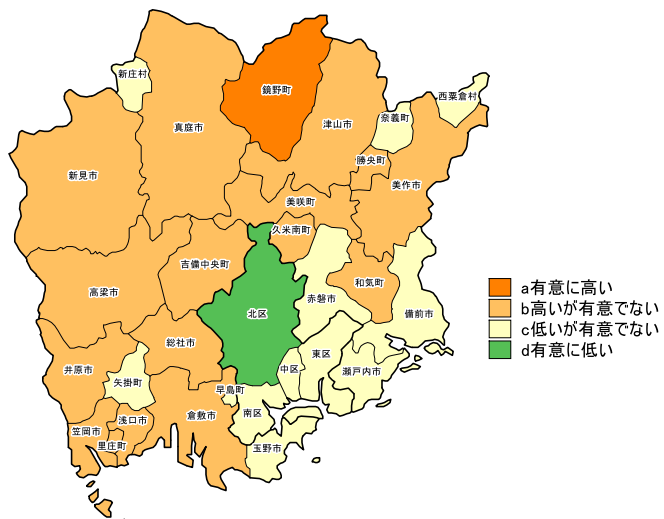 新庄村
鏡野町
西粟倉村
奈義町
津山市
真庭市
勝央町
新見市
美作市
美咲町
久米南町
吉備中央町
和気町
高梁市
赤磐市
北区
備前市
総社市
東区
井原市
中区
瀬戸内市
矢掛町
早島町
浅口市
倉敷市
南区
笠岡市
里庄町
玉野市
a有意に高い
b高いが有意でない
c低いが有意でない
d有意に低い